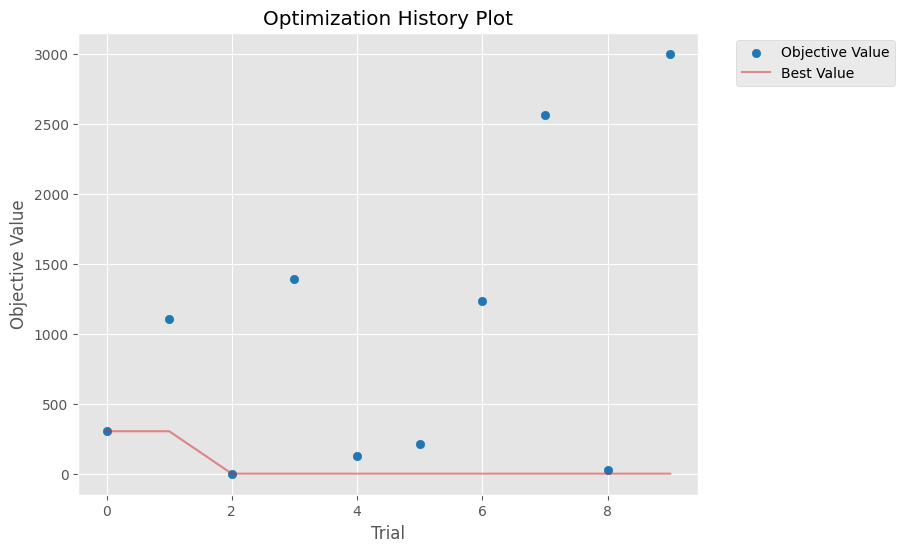 Optimization History Plot
Objective Value
Best Value
3000
2500
2000
1500
1000
500
0
Objective Value
0 2 4 6 8
Trial